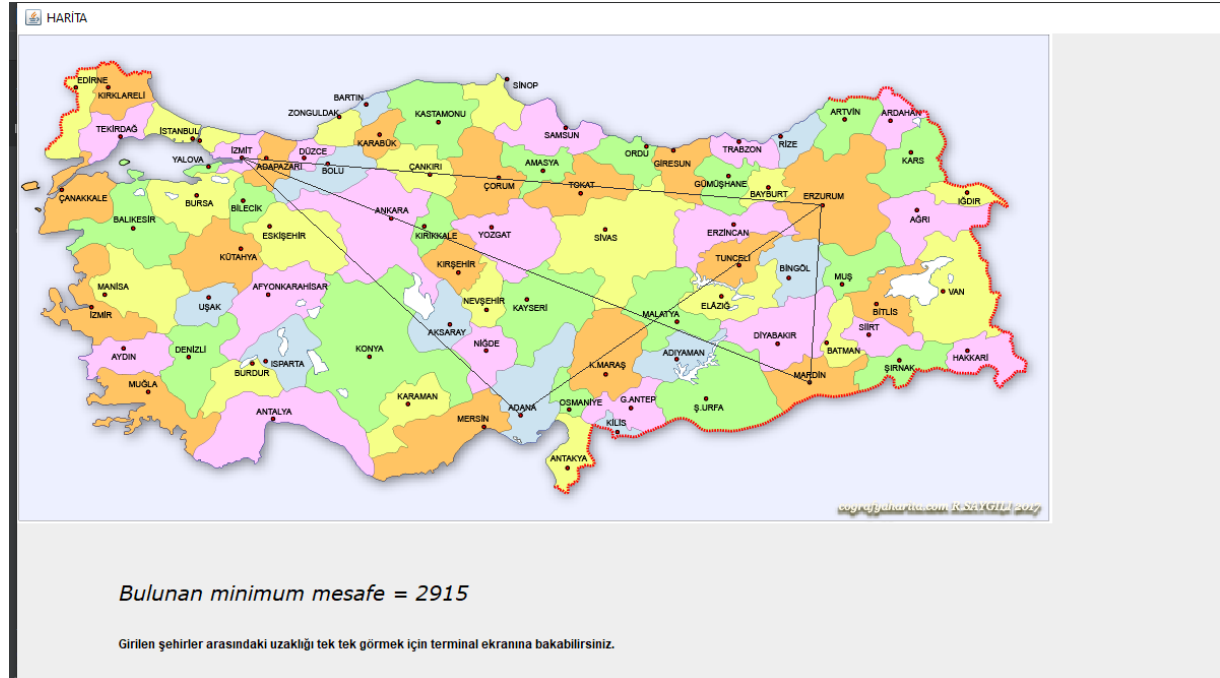 HARİTA
EDİRNE
KIRKLARELİ
TEKİRDAĞ
İSTANBUL
YALOVA
İZMİT
ADAPAZARI
DÜZCE
BOLU
ZONGULDAK
BARTIN
KARABÜK
KASTAMONU
SİNOP
ÇANKIRI
ÇORUM
SAMSUN
AMASYA
TOKAT
ORDU
GİRESUN
GÜMÜŞHANE
TRABZON
RİZE
BAYBURT
ARTVİN
ARDAHAN
KARS
ERZURUM
IĞDIR
AĞRI
ÇANAKKALE
BALIKESİR
BURSA
BİLECİK
ESKİŞEHİR
KÜTAHYA
ANKARA
KIRIKKALE
YOZGAT
SİVAS
ERZİNCAN
TUNCELİ
BİNGÖL
MUŞ
VAN
MANİSA
İZMİR
UŞAK
AFYONKARAHİSAR
KIRŞEHİR
NEVŞEHİR
KAYSERİ
AKSARAY
NİĞDE
MALATYA
ELÂZIĞ
BİTLİS
SİİRT
DİYABAKIR
BATMAN
ŞIRNAK
HAKKARİ
MARDİN
AYDIN
DENİZLİ
MUĞLA
BURDUR
ISPARTA
KONYA
ANTALYA
KARAMAN
MERSİN
ADANA
OSMANİYE
K.MARAŞ
ADIYAMAN
G.ANTEP
KİLİS
Ş.URFA
ANTAKYA
cografyaharita.com R.SAYGILI 2017
Bulunan minimum mesafe = 2915
Girilen şehirler arasındaki uzaklığı tek tek görmek için terminal ekranına bakabilirsiniz.